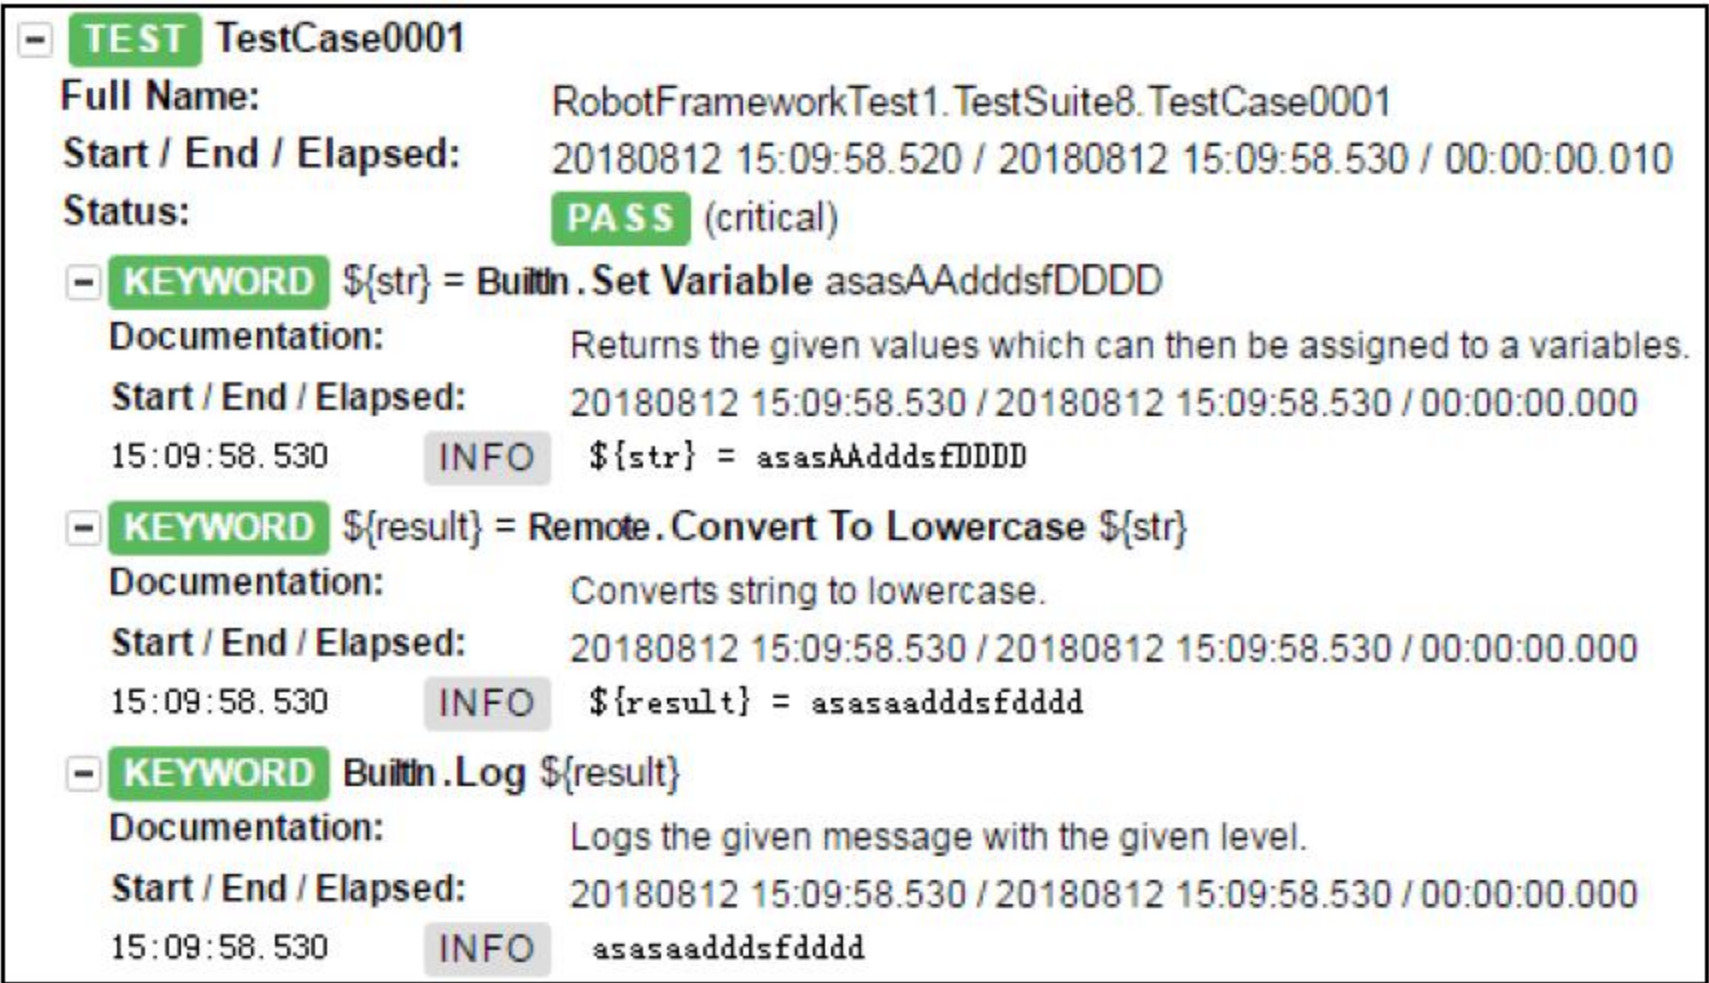 TEST TestCase0001
Full Name: RobotFrameworkTest1.TestSuite8.TestCase0001
Start / End / Elapsed: 20180812 15:09:58.520 / 20180812 15:09:58.530 / 00:00:00.010
Status: PASS (critical)
KEYWORD ${str} = BuiltIn.Set Variable asasAAdddsfDDDD
Documentation: Returns the given values which can then be assigned to a variables.
Start / End / Elapsed: 20180812 15:09:58.530 / 20180812 15:09:58.530 / 00:00:00.000
15:09:58.530 INFO ${str} = asasAAdddsfDDDD
KEYWORD ${result} = Remote.Convert To Lowercase ${str}
Documentation: Converts string to lowercase.
Start / End / Elapsed: 20180812 15:09:58.530 / 20180812 15:09:58.530 / 00:00:00.000
15:09:58.530 INFO ${result} = asasaadddsfdddd
KEYWORD BuiltIn.Log ${result}
Documentation: Logs the given message with the given level.
Start / End / Elapsed: 20180812 15:09:58.530 / 20180812 15:09:58.530 / 00:00:00.000
15:09:58.530 INFO asasaadddsfdddd